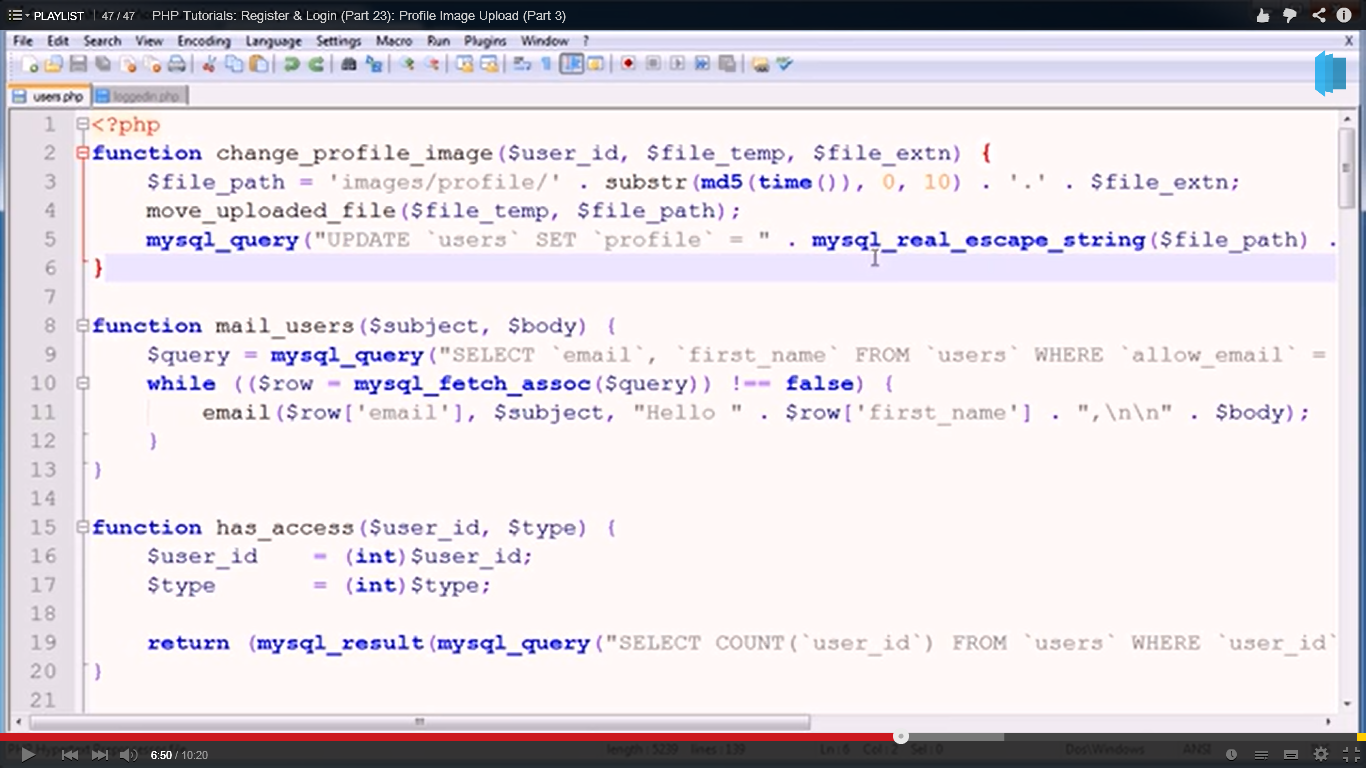 PLAYLIST 47 / 47 PHP Tutorials: Register & Login (Part 23): Profile Image Upload (Part 3)
File Edit Search View Encoding Language Settings Macro Run Plugins Window ? X
users.php loggedin.php
1 <?php
2 function change_profile_image($user_id, $file_temp, $file_extn) {
3 $file_path = 'images/profile/' . substr(md5(time()), 0, 10) . '.' . $file_extn;
4 move_uploaded_file($file_temp, $file_path);
5 mysql_query("UPDATE `users` SET `profile` = " . mysql_real_escape_string($file_path) .
6 }
7
8 function mail_users($subject, $body) {
9 $query = mysql_query("SELECT `email`, `first_name` FROM `users` WHERE `allow_email` =
10 while (($row = mysql_fetch_assoc($query)) !== false) {
11 email($row['email'], $subject, "Hello " . $row['first_name'] . ",\n\n" . $body);
12 }
13 }
14
15 function has_access($user_id, $type) {
16 $user_id = (int)$user_id;
17 $type = (int)$type;
18
19 return (mysql_result(mysql_query("SELECT COUNT(`user_id`) FROM `users` WHERE `user_id`
20 }
21
length : 5239 lines : 139 Ln : 6 Col : 2 Sel : 0 Dos\Windows ANSI
6:50 / 10:20